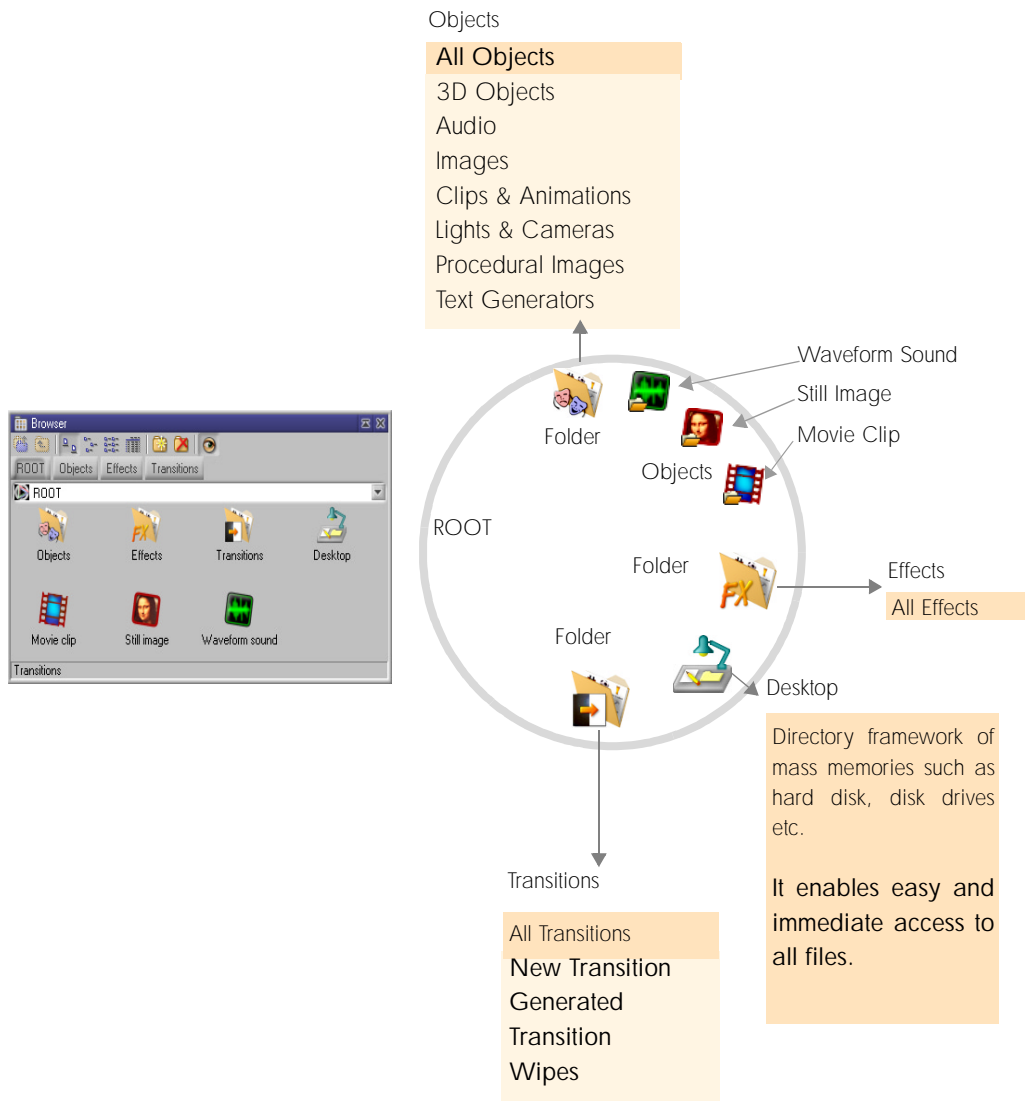 Objects
All Objects
3D Objects
Audio
Images
Clips & Animations
Lights & Cameras
Procedural Images
Text Generators
Waveform Sound
Still Image
Movie Clip
Folder
Objects
ROOT
Folder
Effects
All Effects
Folder
Desktop
Directory framework of
mass memories such as
hard disk, disk drives
etc.
It enables easy and
immediate access to
all files.
Transitions
All Transitions
New Transition
Generated
Transition
Wipes
Browser
ROOT Objects Effects Transitions
ROOT
Objects Effects Transitions Desktop
Movie clip Still image Waveform sound
Transitions